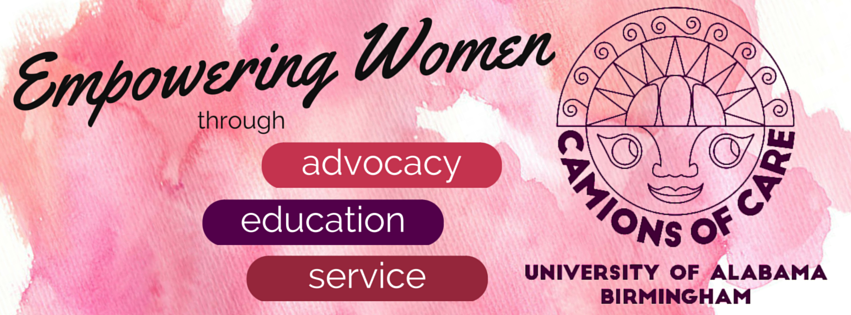 Empowering Women
through
advocacy
education
service
CAMIONS OF CARE
UNIVERSITY OF ALABAMA
BIRMINGHAM